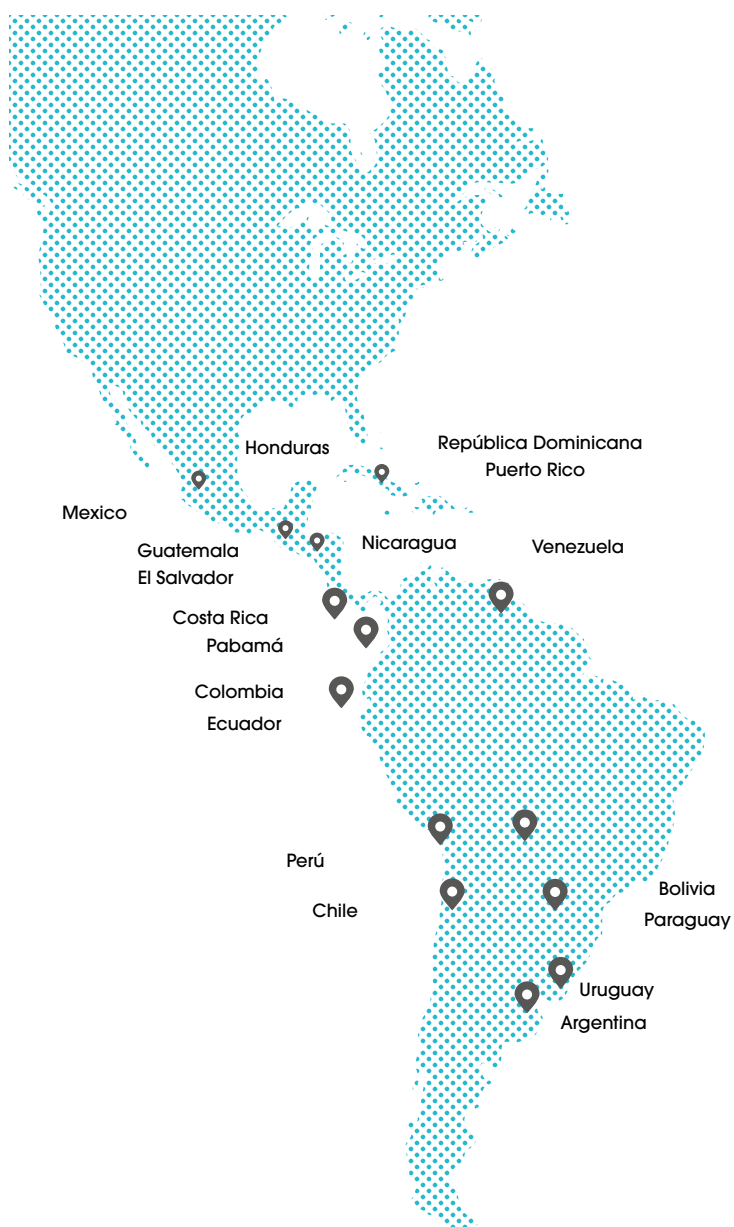 Honduras
República Dominicana
Puerto Rico
Mexico
Guatemala
El Salvador
Nicaragua
Venezuela
Costa Rica
Pabamá
Colombia
Ecuador
Perú
Chile
Bolivia
Paraguay
Uruguay
Argentina